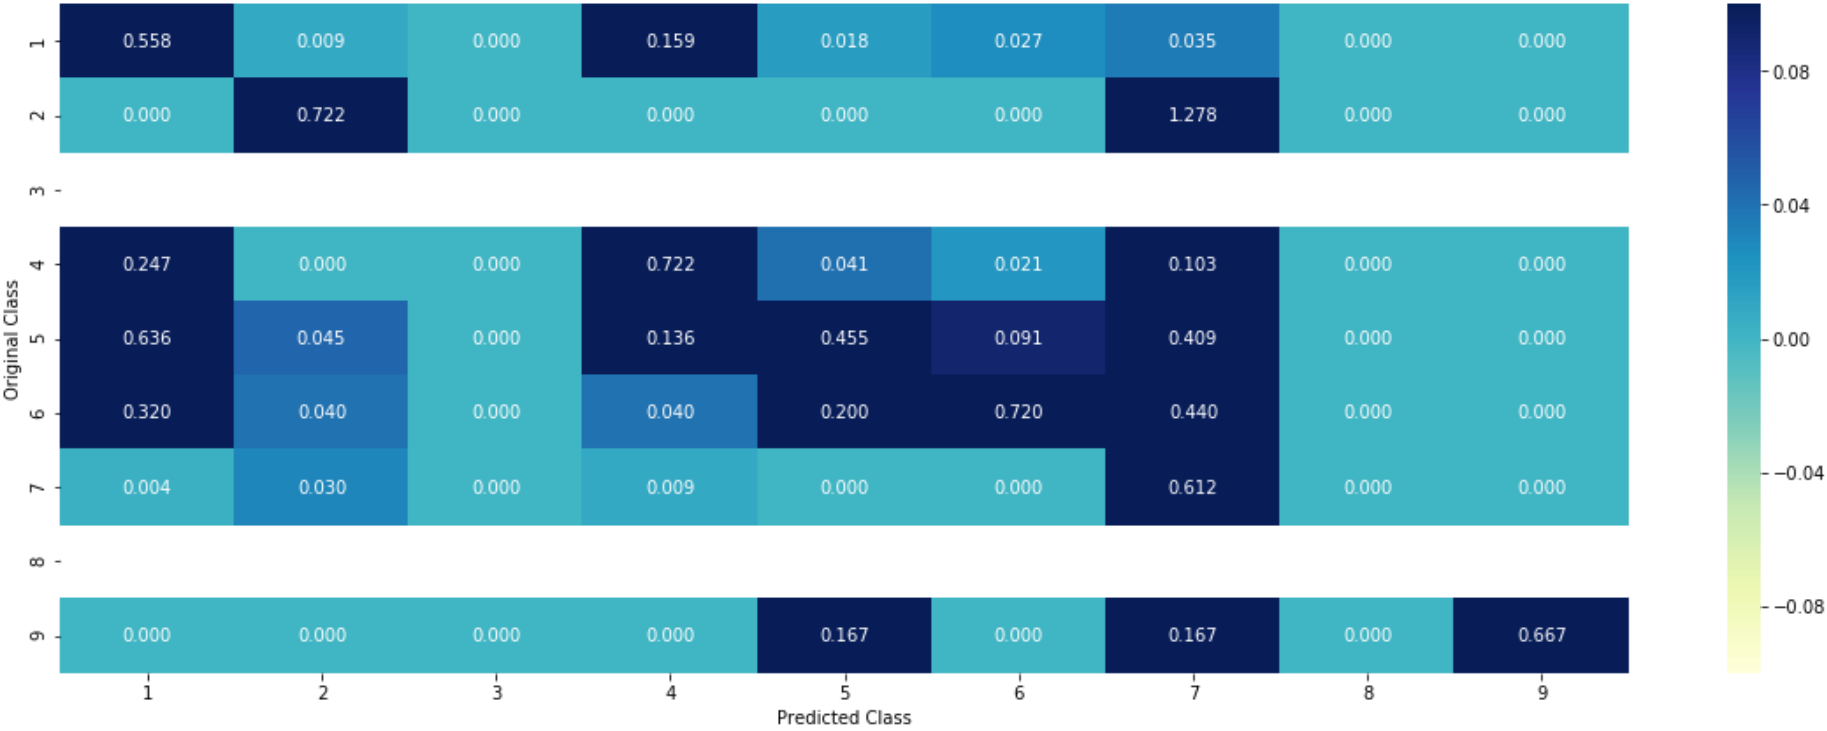 1 0.558 0.009 0.000 0.159 0.018 0.027 0.035 0.000 0.000
2 0.000 0.722 0.000 0.000 0.000 0.000 1.278 0.000 0.000
3
4 0.247 0.000 0.000 0.722 0.041 0.021 0.103 0.000 0.000
5 0.636 0.045 0.000 0.136 0.455 0.091 0.409 0.000 0.000
6 0.320 0.040 0.000 0.040 0.200 0.720 0.440 0.000 0.000
7 0.004 0.030 0.000 0.009 0.000 0.000 0.612 0.000 0.000
8
9 0.000 0.000 0.000 0.000 0.167 0.000 0.167 0.000 0.667
1 2 3 4 5 6 7 8 9
Predicted Class
Original Class
0.08
0.04
0.00
−0.04
−0.08